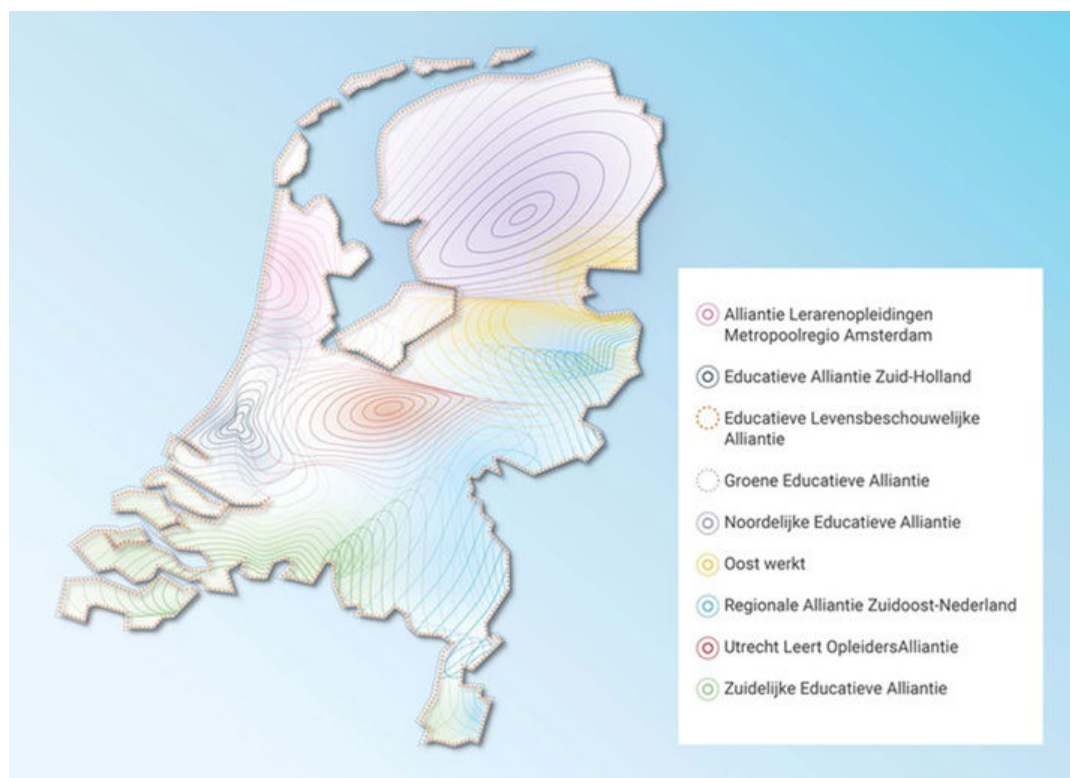 Alliantie Lerarenopleidingen
Metropoolregio Amsterdam
Educatieve Alliantie Zuid-Holland
Educatieve Levensbeschouwelijke
Alliantie
Groene Educatieve Alliantie
Noordelijke Educatieve Alliantie
Oost werkt
Regionale Alliantie Zuidoost-Nederland
Utrecht Leert OpleidersAlliantie
Zuidelijke Educatieve Alliantie